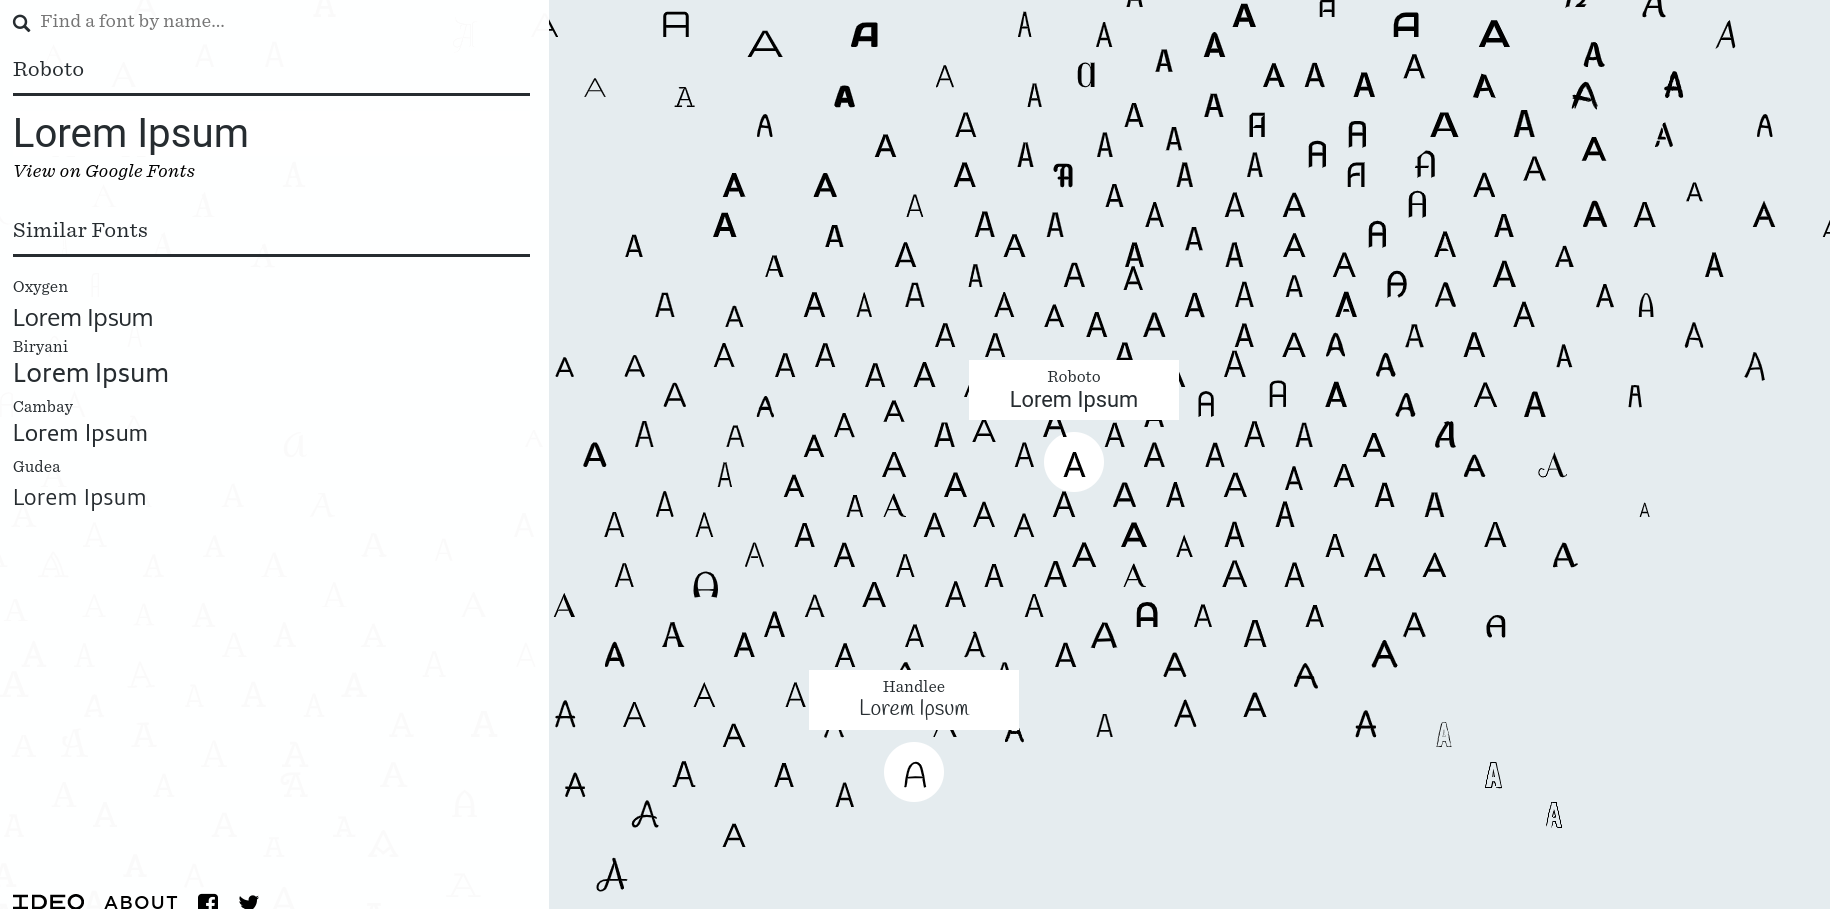 Find a font by name...
Roboto
Lorem Ipsum
View on Google Fonts
Similar Fonts
Oxygen
Lorem Ipsum
Biryani
Lorem Ipsum
Cambay
Lorem Ipsum
Gudea
Lorem Ipsum
IDEO ABOUT
Roboto
Lorem Ipsum
A
Handlee
Lorem Ipsum
A